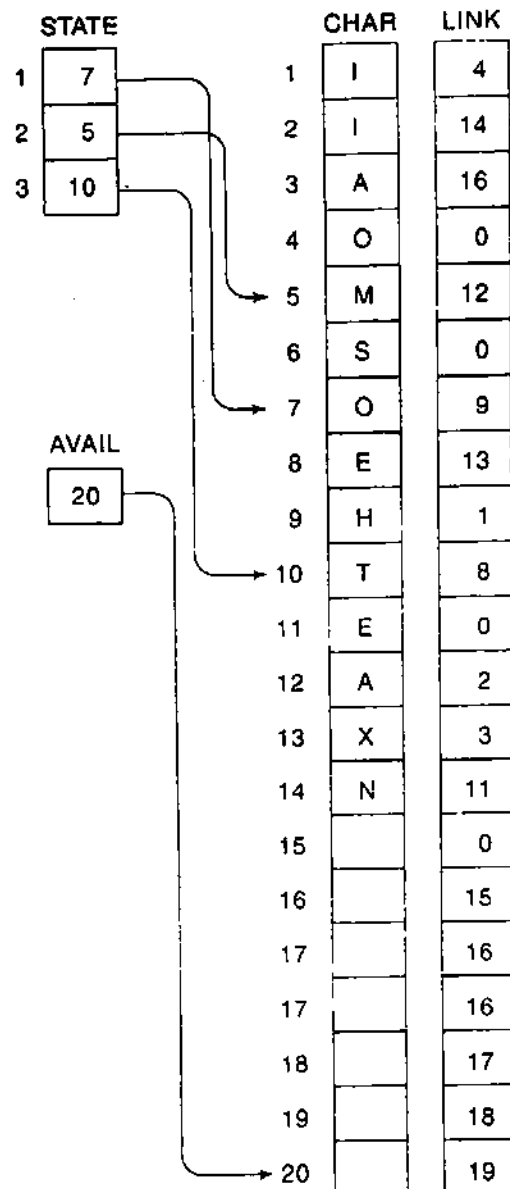 STATE
CHAR LINK
1 7
1 I 4
2 5
2 I 14
3 10
3 A 16
4 O 0
5 M 12
6 S 0
7 O 9
AVAIL
8 E 13
20
9 H 1
10 T 8
11 E 0
12 A 2
13 X 3
14 N 11
15 0
16 15
17 16
17 16
18 17
19 18
20 19